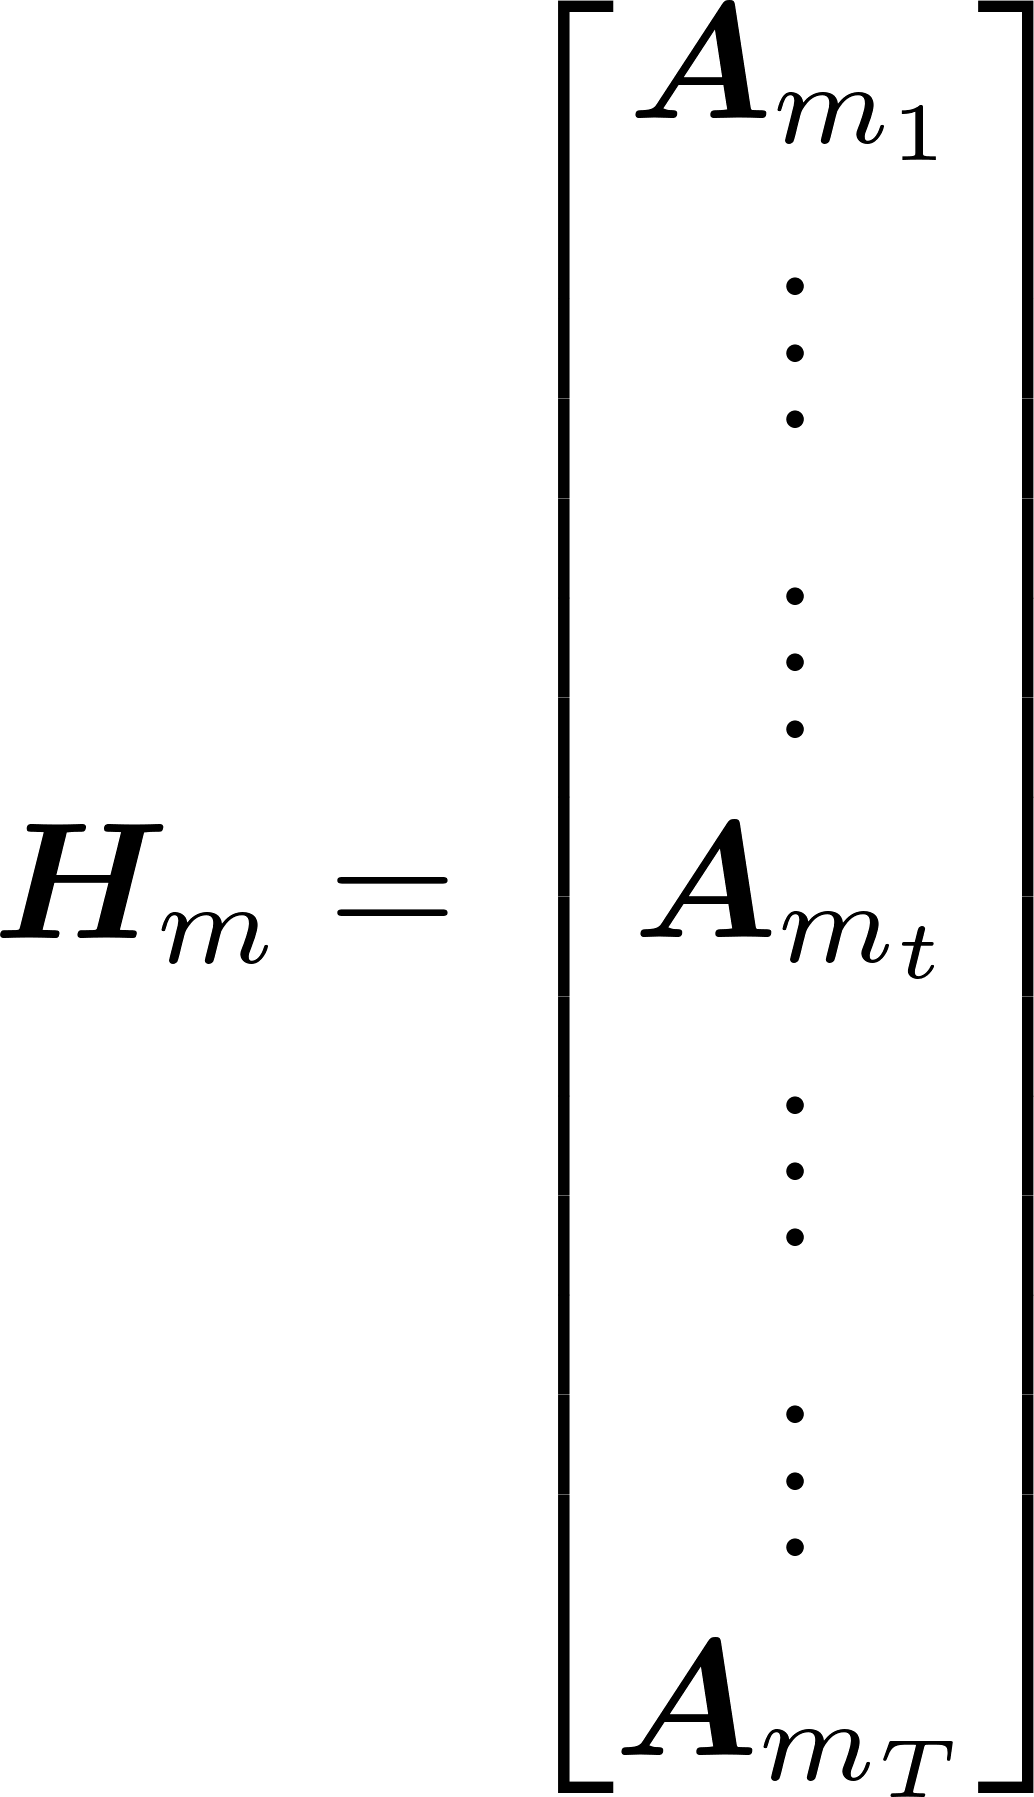 A_{m_1}
⋮
⋮
H_m = A_{m_t}
⋮
⋮
A_{m_T}